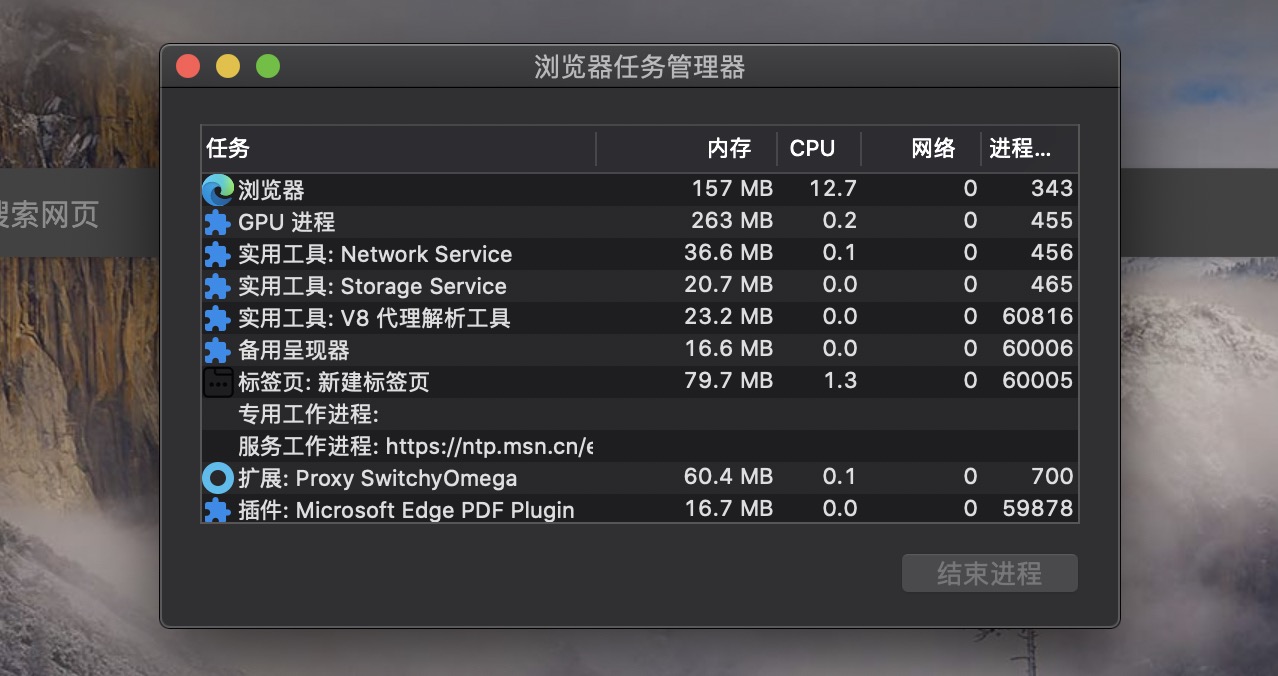 浏览器任务管理器
任务 内存 CPU 网络 进程...
搜索网页
浏览器 157 MB 12.7 0 343
GPU 进程 263 MB 0.2 0 455
实用工具: Network Service 36.6 MB 0.1 0 456
实用工具: Storage Service 20.7 MB 0.0 0 465
实用工具: V8 代理解析工具 23.2 MB 0.0 0 60816
备用呈现器 16.6 MB 0.0 0 60006
标签页: 新建标签页 79.7 MB 1.3 0 60005
专用工作进程:
服务工作进程: https://ntp.msn.cn/e
扩展: Proxy SwitchyOmega 60.4 MB 0.1 0 700
插件: Microsoft Edge PDF Plugin 16.7 MB 0.0 0 59878
结束进程